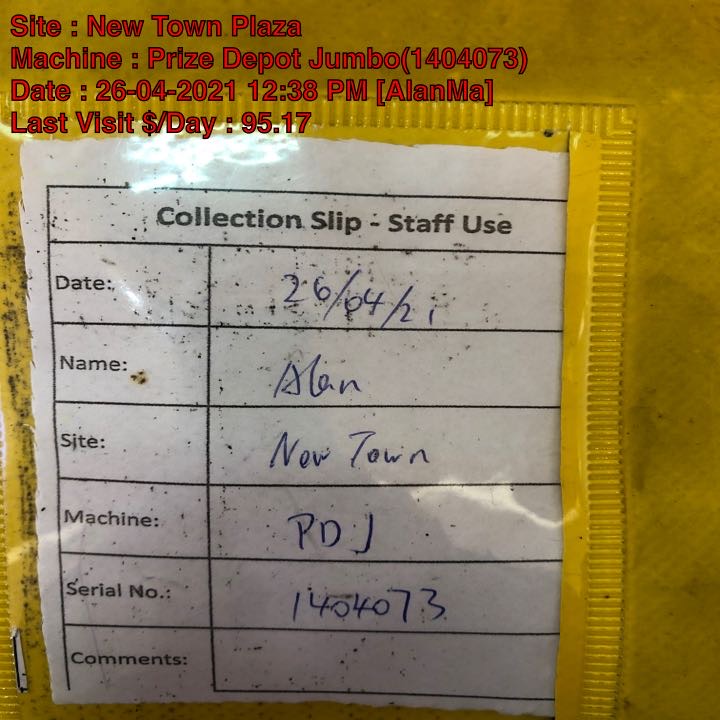 Site : New Town Plaza
Machine : Prize Depot Jumbo(1404073)
Date : 26-04-2021 12:38 PM [AlanMa]
Last Visit $/Day : 95.17
Collection Slip - Staff Use
Date: 26/04/21
Name: Alan
Site: New Town
Machine: PDJ
Serial No.: 1404073
Comments: